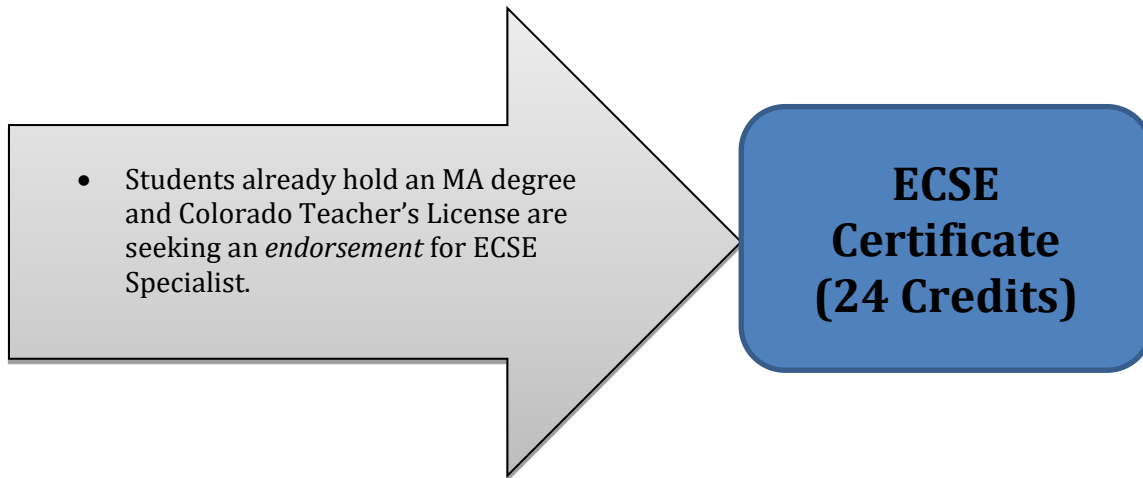 • Students already hold an MA degree
and Colorado Teacher’s License are
seeking an endorsement for ECSE
Specialist.
ECSE
Certificate
(24 Credits)